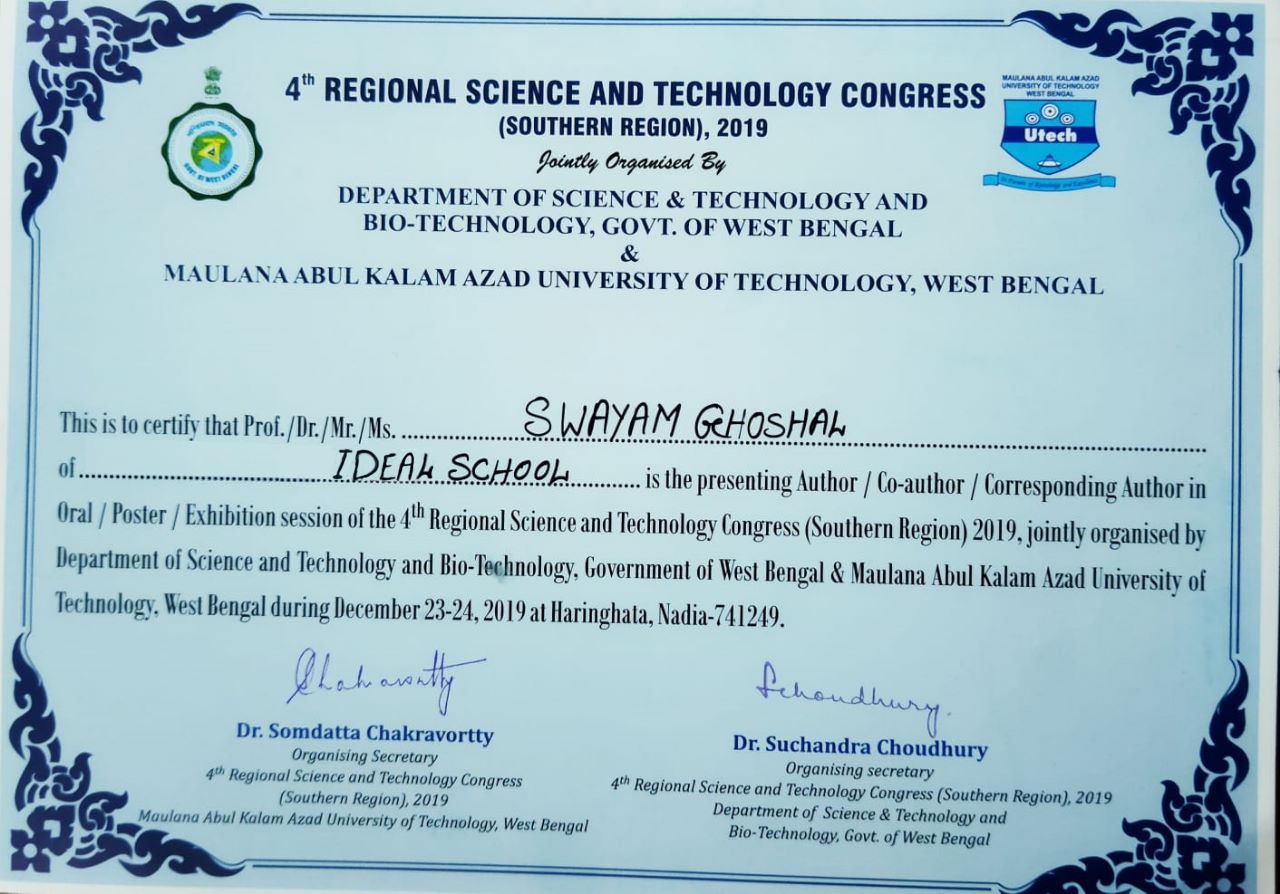 4th REGIONAL SCIENCE AND TECHNOLOGY CONGRESS
(SOUTHERN REGION), 2019
Jointly Organised By
DEPARTMENT OF SCIENCE & TECHNOLOGY AND
BIO-TECHNOLOGY, GOVT. OF WEST BENGAL
&
MAULANA ABUL KALAM AZAD UNIVERSITY OF TECHNOLOGY, WEST BENGAL
GOVT. OF WEST BENGAL
MAULANA ABUL KALAM AZAD
UNIVERSITY OF TECHNOLOGY
WEST BENGAL
Utech
In Pursuit of Knowledge and Excellence
This is to certify that Prof./Dr./Mr./Ms. SWAYAM GHOSHAL
of IDEAL SCHOOL is the presenting Author / Co-author / Corresponding Author in
Oral / Poster / Exhibition session of the 4th Regional Science and Technology Congress (Southern Region) 2019, jointly organised by
Department of Science and Technology and Bio-Technology, Government of West Bengal & Maulana Abul Kalam Azad University of
Technology, West Bengal during December 23-24, 2019 at Haringhata, Nadia-741249.
Chakravortty
Dr. Somdatta Chakravortty
Organising Secretary
4th Regional Science and Technology Congress
(Southern Region), 2019
Maulana Abul Kalam Azad University of Technology, West Bengal
Schoudhury.
Dr. Suchandra Choudhury
Organising secretary
4th Regional Science and Technology Congress (Southern Region), 2019
Department of Science & Technology and
Bio-Technology, Govt. of West Bengal